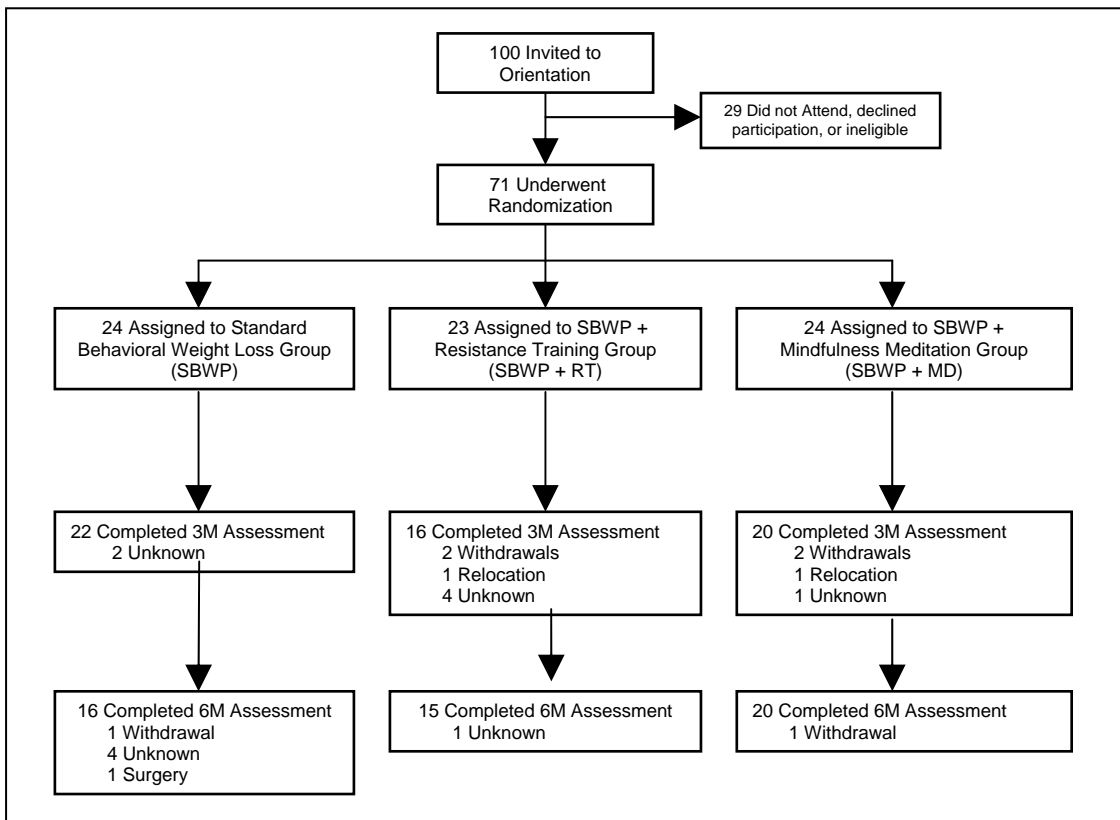 100 Invited to
Orientation
29 Did not Attend, declined
participation, or ineligible
71 Underwent
Randomization
24 Assigned to Standard
Behavioral Weight Loss Group
(SBWP)
23 Assigned to SBWP +
Resistance Training Group
(SBWP + RT)
24 Assigned to SBWP +
Mindfulness Meditation Group
(SBWP + MD)
22 Completed 3M Assessment
2 Unknown
16 Completed 3M Assessment
2 Withdrawals
1 Relocation
4 Unknown
20 Completed 3M Assessment
2 Withdrawals
1 Relocation
1 Unknown
16 Completed 6M Assessment
1 Withdrawal
4 Unknown
1 Surgery
15 Completed 6M Assessment
1 Unknown
20 Completed 6M Assessment
1 Withdrawal